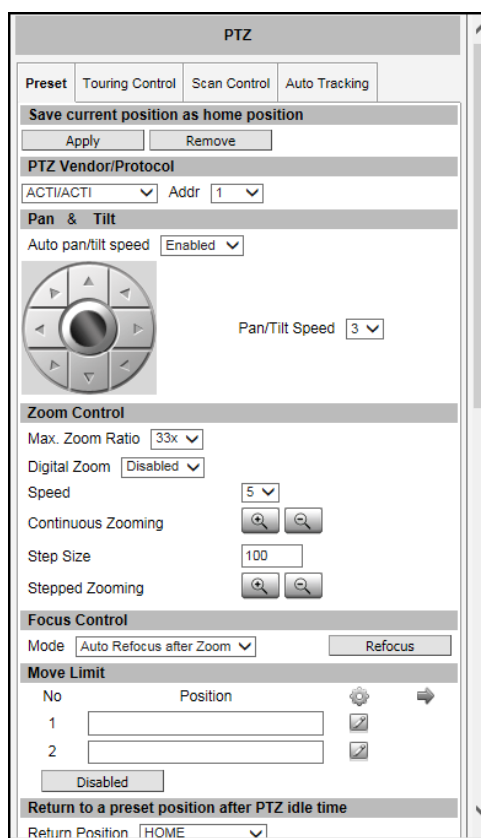 PTZ
Preset Touring Control Scan Control Auto Tracking
Save current position as home position
Apply Remove
PTZ Vendor/Protocol
ACTI/ACTI Addr 1
Pan & Tilt
Auto pan/tilt speed Enabled
Pan/Tilt Speed 3
Zoom Control
Max. Zoom Ratio 33x
Digital Zoom Disabled
Speed 5
Continuous Zooming
Step Size 100
Stepped Zooming
Focus Control
Mode Auto Refocus after Zoom Refocus
Move Limit
No Position
1
2
Disabled
Return to a preset position after PTZ idle time
Return Position HOME